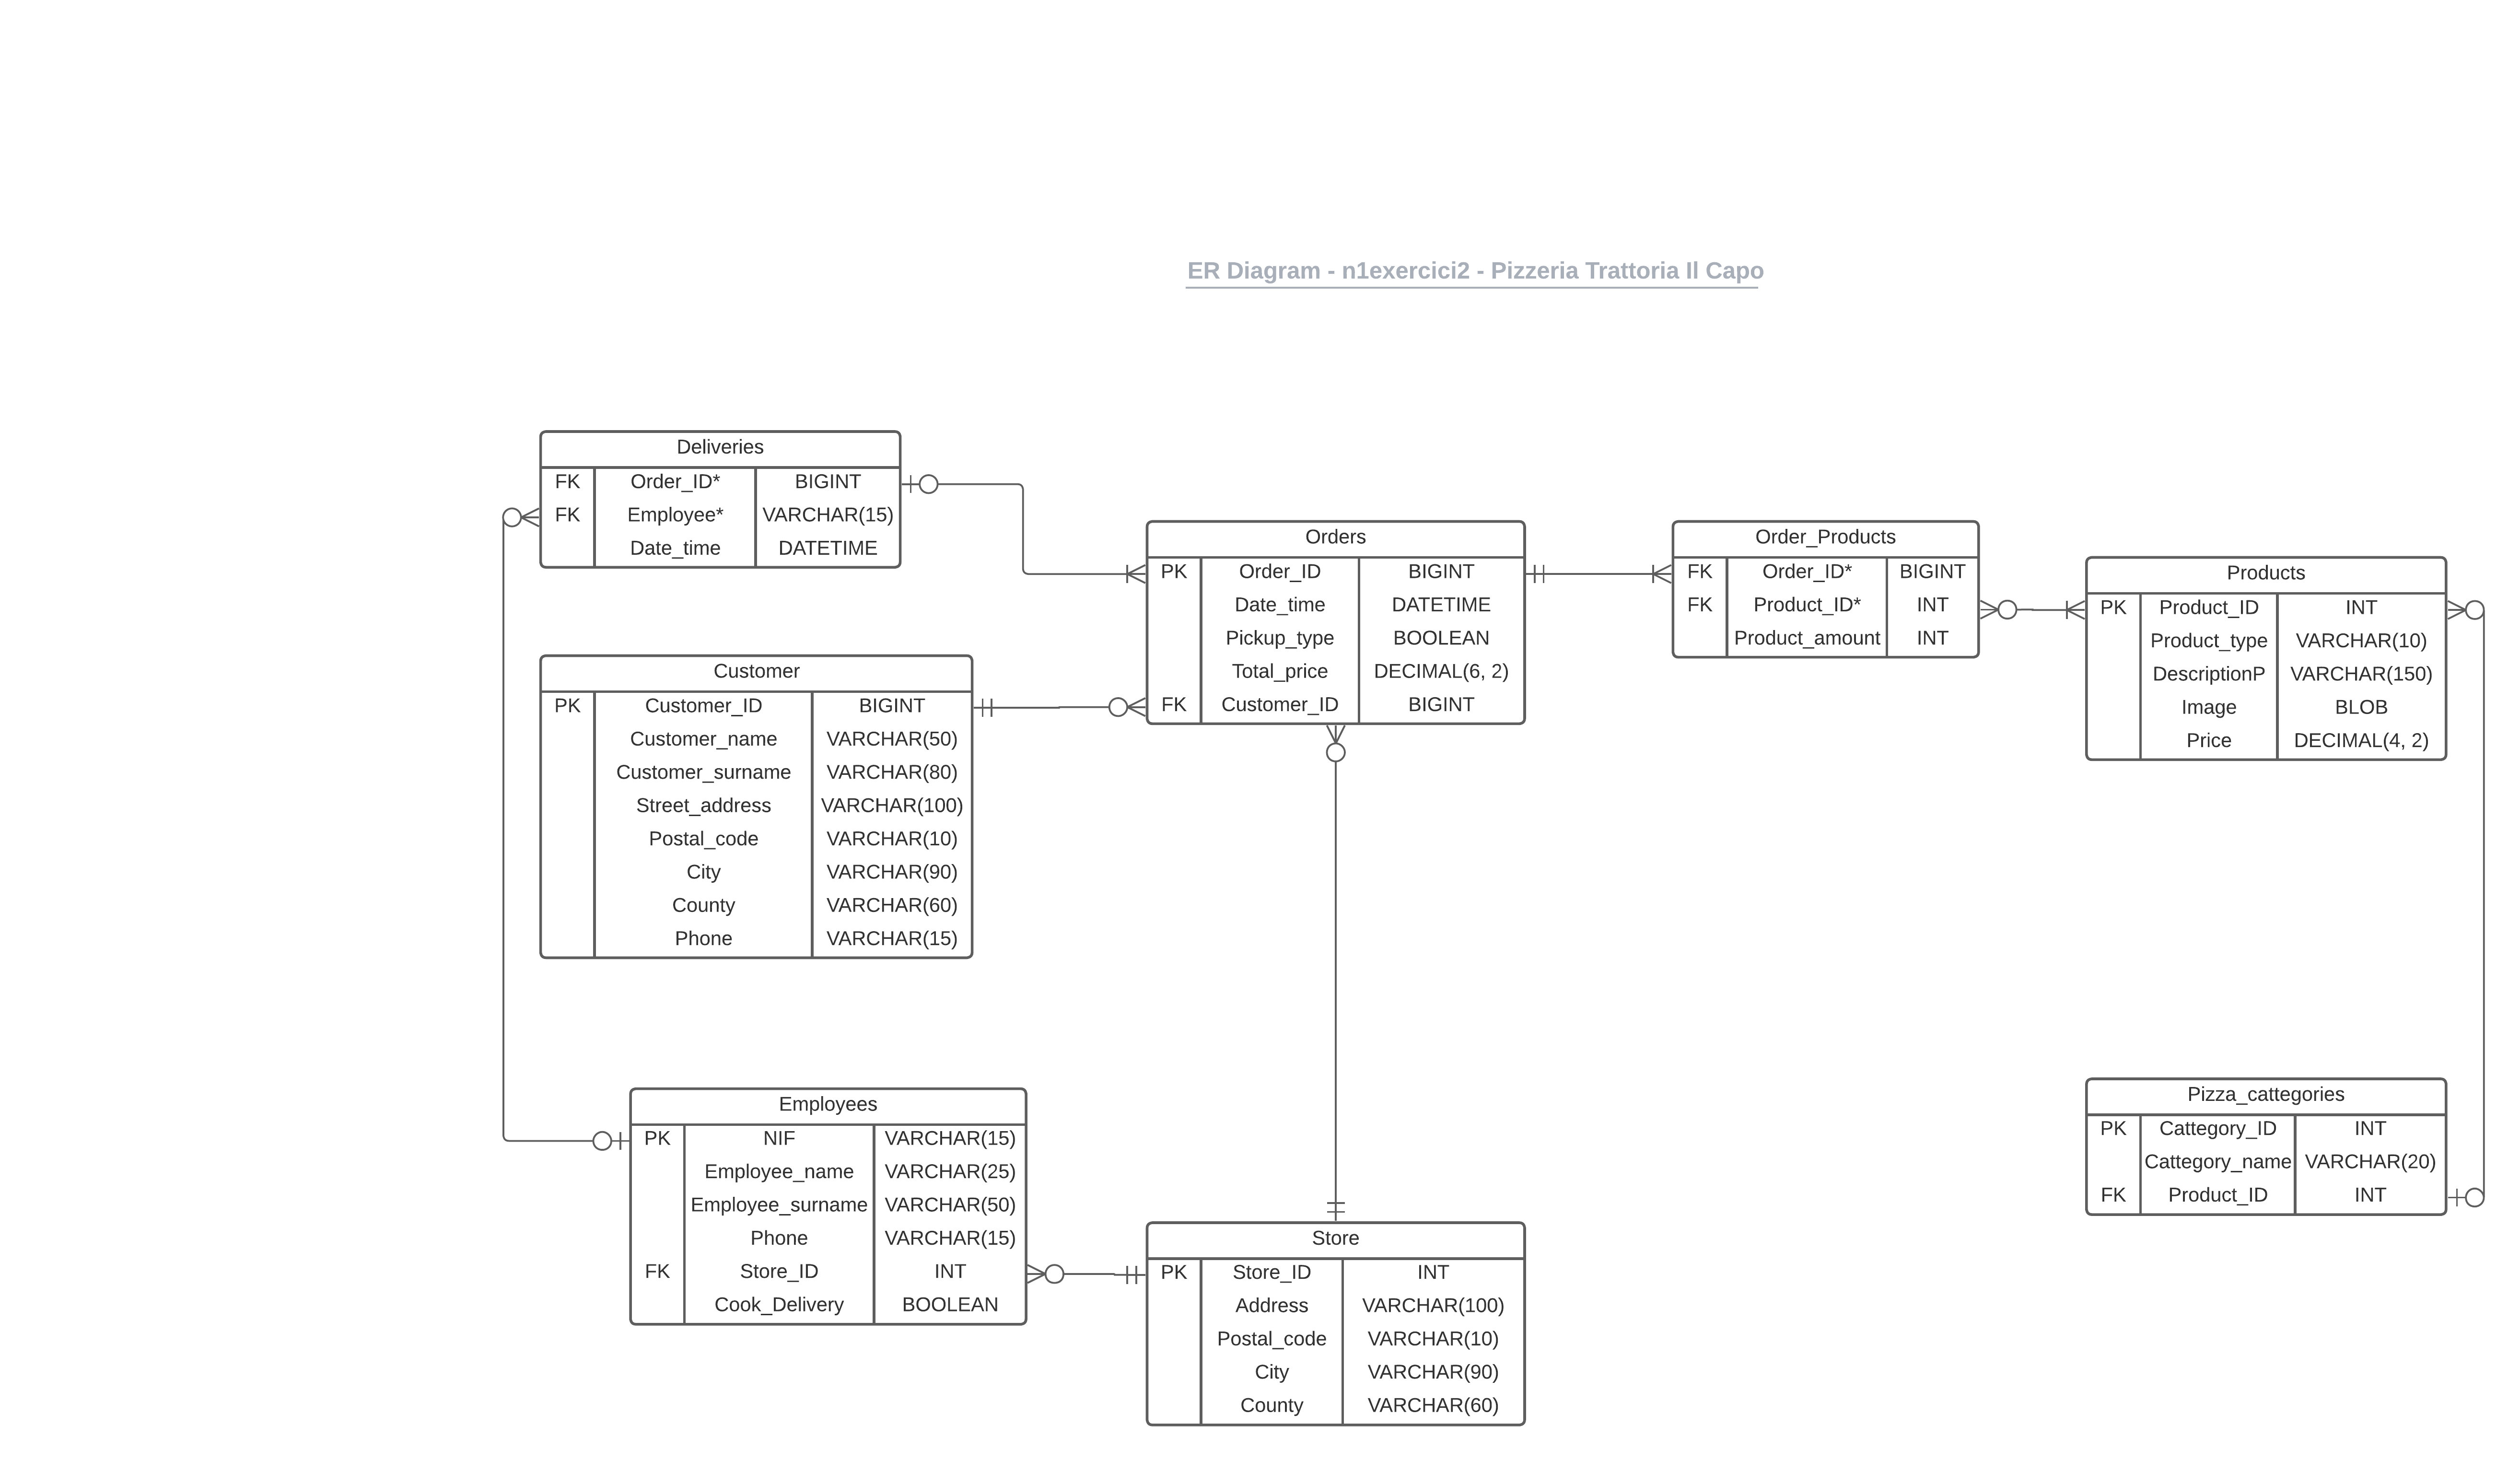 ER Diagram - n1exercici2 - Pizzeria Trattoria Il Capo
Deliveries
FK Order_ID* BIGINT
FK Employee* VARCHAR(15)
Date_time DATETIME
Customer
PK Customer_ID BIGINT
Customer_name VARCHAR(50)
Customer_surname VARCHAR(80)
Street_address VARCHAR(100)
Postal_code VARCHAR(10)
City VARCHAR(90)
County VARCHAR(60)
Phone VARCHAR(15)
Orders
PK Order_ID BIGINT
Date_time DATETIME
Pickup_type BOOLEAN
Total_price DECIMAL(6, 2)
FK Customer_ID BIGINT
Order_Products
FK Order_ID* BIGINT
FK Product_ID* INT
Product_amount INT
Products
PK Product_ID INT
Product_type VARCHAR(10)
DescriptionP VARCHAR(150)
Image BLOB
Price DECIMAL(4, 2)
Employees
PK NIF VARCHAR(15)
Employee_name VARCHAR(25)
Employee_surname VARCHAR(50)
Phone VARCHAR(15)
FK Store_ID INT
Cook_Delivery BOOLEAN
Store
PK Store_ID INT
Address VARCHAR(100)
Postal_code VARCHAR(10)
City VARCHAR(90)
County VARCHAR(60)
Pizza_cattegories
PK Cattegory_ID INT
Cattegory_name VARCHAR(20)
FK Product_ID INT